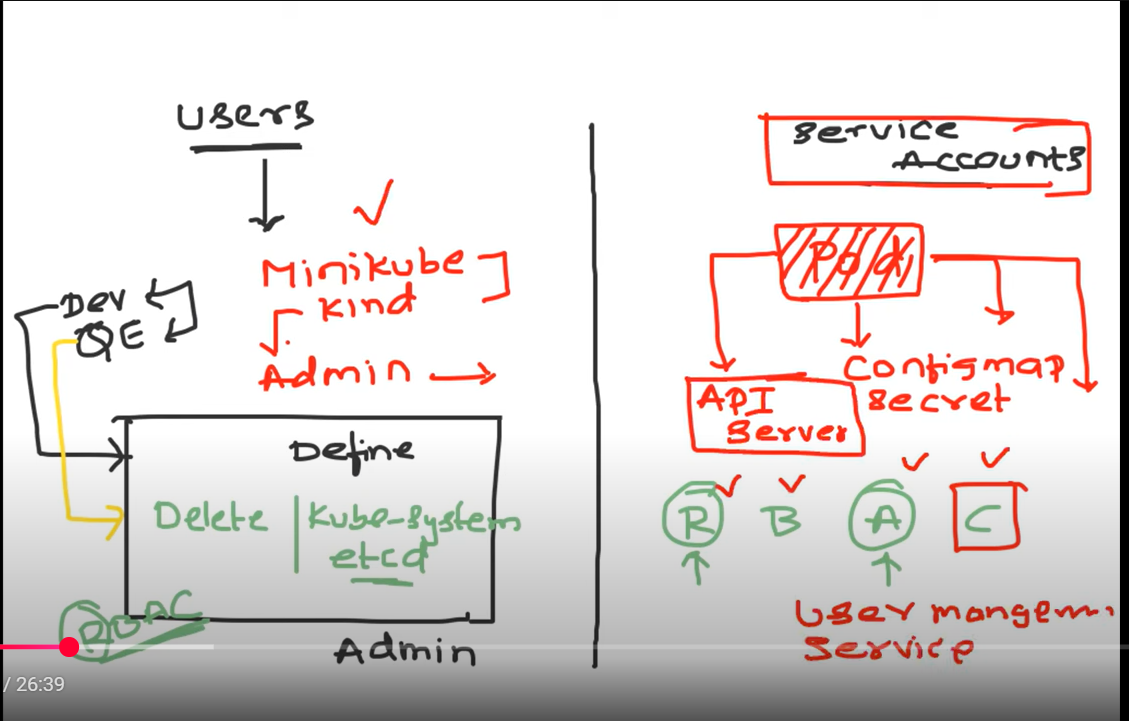 users
Minikube
kind
Admin
Dev
QE
Define
Delete
Kube-system
etcd
RBAC
Admin
Service
Accounts
Pod
API
Server
Configmap
Secret
R B A C
User mangem
Service
/ 26:39